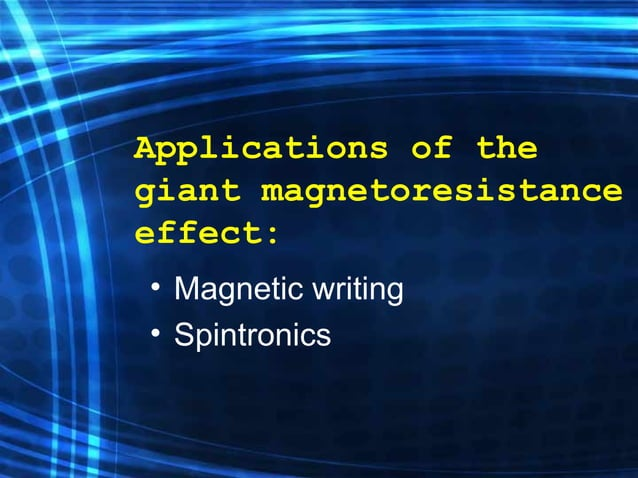 Applications of the
giant magnetoresistance
effect:
• Magnetic writing
• Spintronics